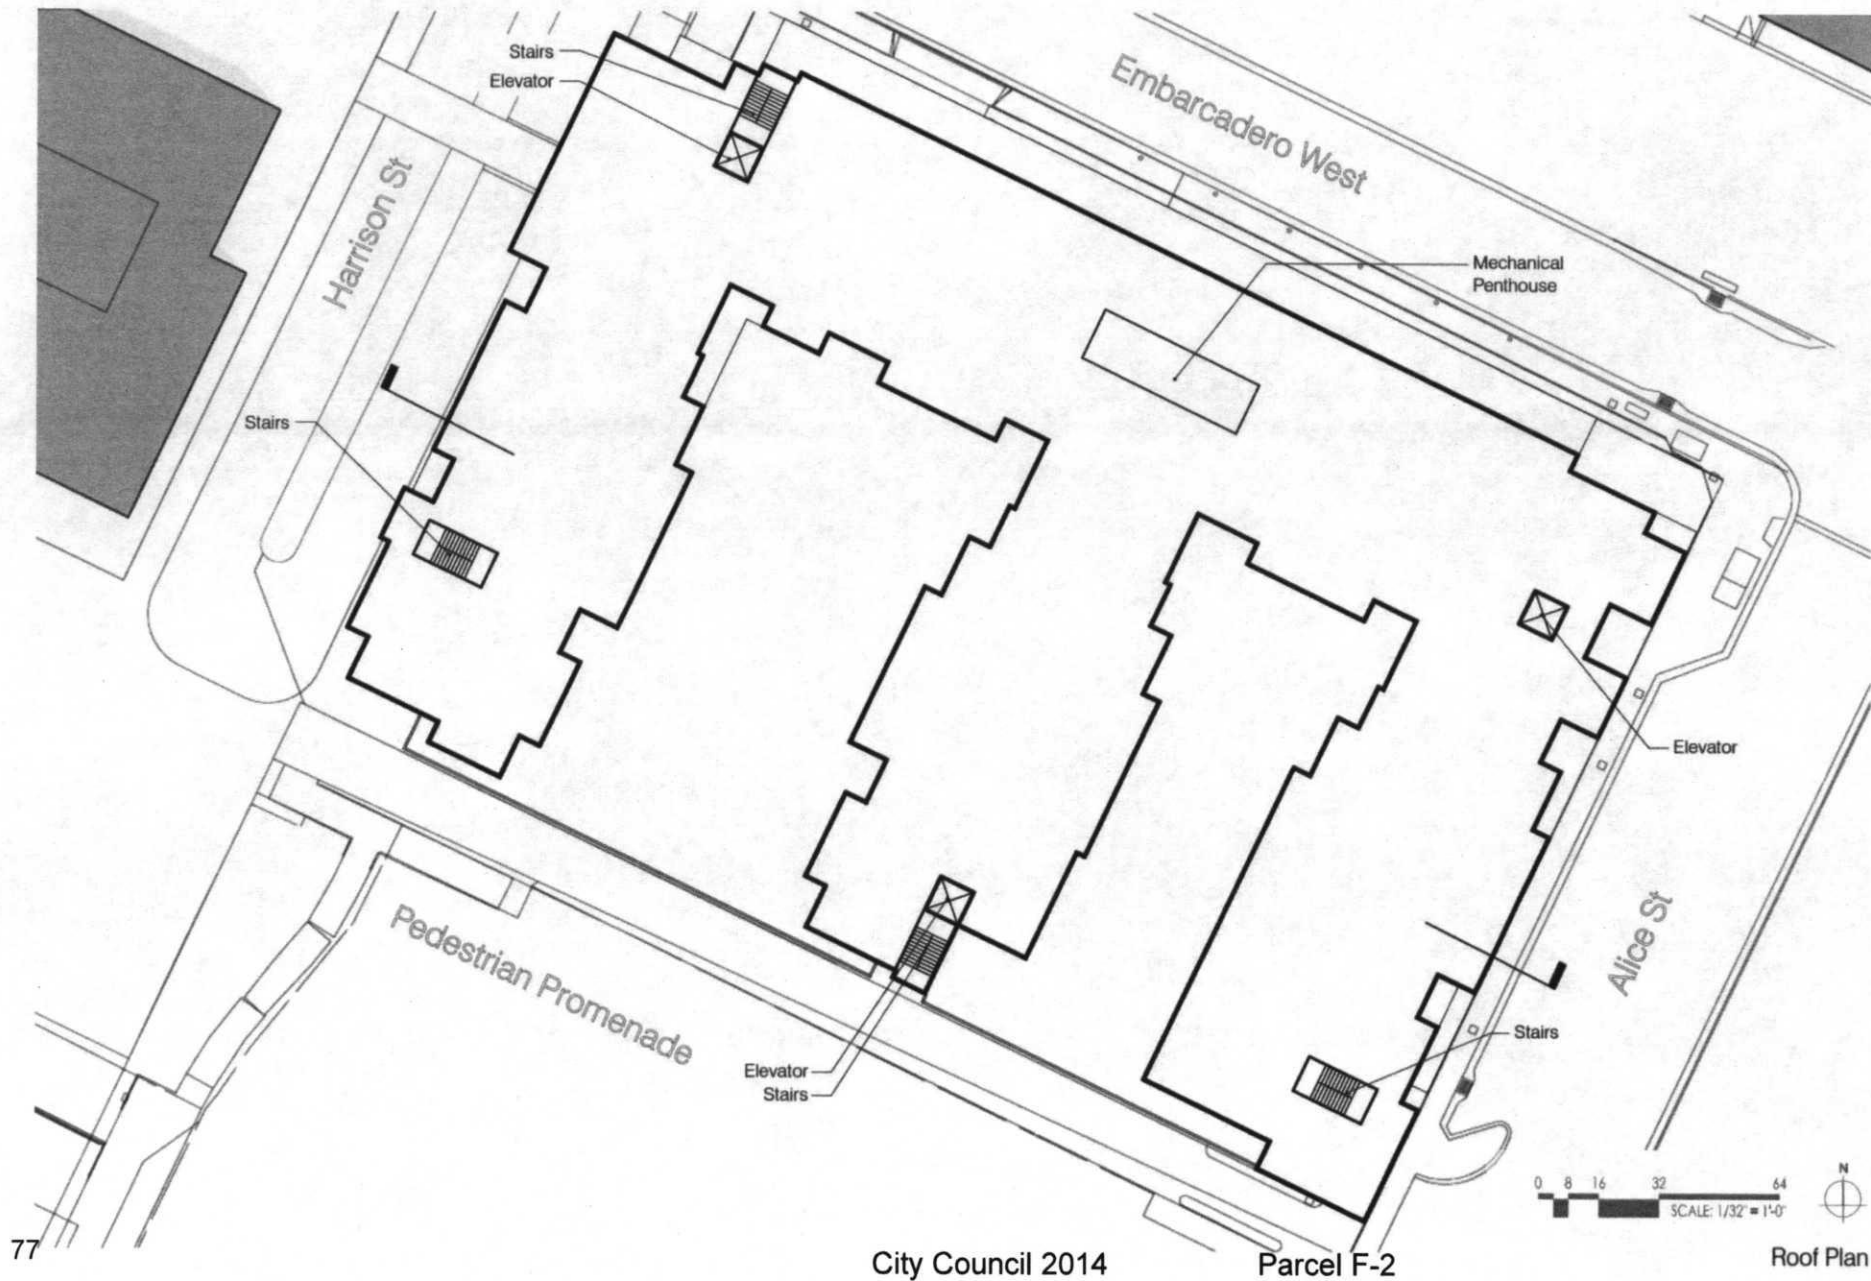 Stairs
Elevator
Embarcadero West
Harrison St
Mechanical
Penthouse
Stairs
Elevator
Alice St
Pedestrian Promenade
Stairs
Elevator
Stairs
0 8 16 32 64
SCALE: 1/32" = 1'-0"
N
77
City Council 2014
Parcel F-2
Roof Plan